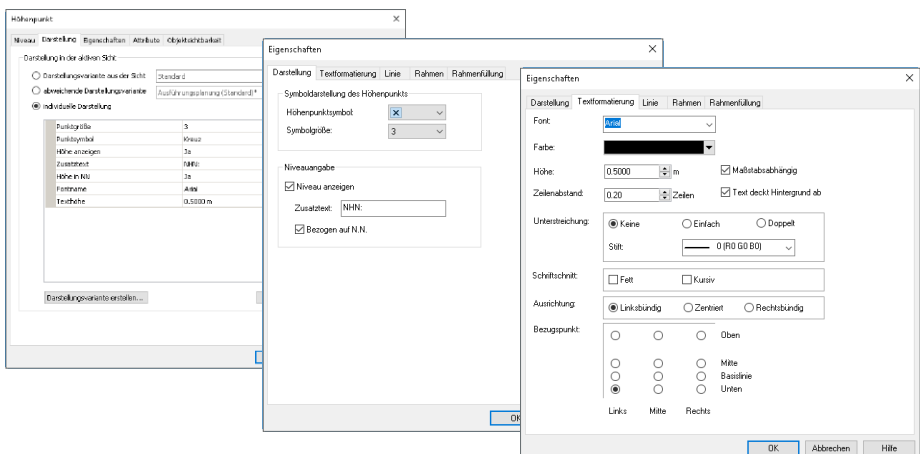 Höhenpunkt
Niveau Darstellung Eigenschaften Attribute Objektsichtbarkeit
Darstellung in der aktiven Sicht
Darstellungsvariante aus der Sicht Standard
abweichende Darstellungsvariante Ausführungsplanung (Standard)*
individuelle Darstellung
Punktgröße 3
Punktsymbol Kreuz
Höhe anzeigen Ja
Zusatztext NHN:
Höhe in NN Ja
Fontname Arial
Texthöhe 0.5000 m
Darstellungsvariante erstellen...
Eigenschaften
Darstellung Textformatierung Linie Rahmen Rahmenfüllung
Symboldarstellung des Höhenpunkts
Höhenpunktsymbol:
Symbolgröße: 3
Niveauangabe
Niveau anzeigen
Zusatztext: NHN:
Bezogen auf N.N.
OK
Eigenschaften
Darstellung Textformatierung Linie Rahmen Rahmenfüllung
Font: Arial
Farbe:
Höhe: 0.5000 m Maßstabsabhängig
Zeilenabstand: 0.20 Zeilen Text deckt Hintergrund ab
Unterstreichung: Keine Einfach Doppelt
Stift: 0 (R0 G0 B0)
Schriftschnitt: Fett Kursiv
Ausrichtung: Linksbündig Zentriert Rechtsbündig
Bezugspunkt: Oben
Mitte
Basislinie
Unten
Links Mitte Rechts
OK Abbrechen Hilfe